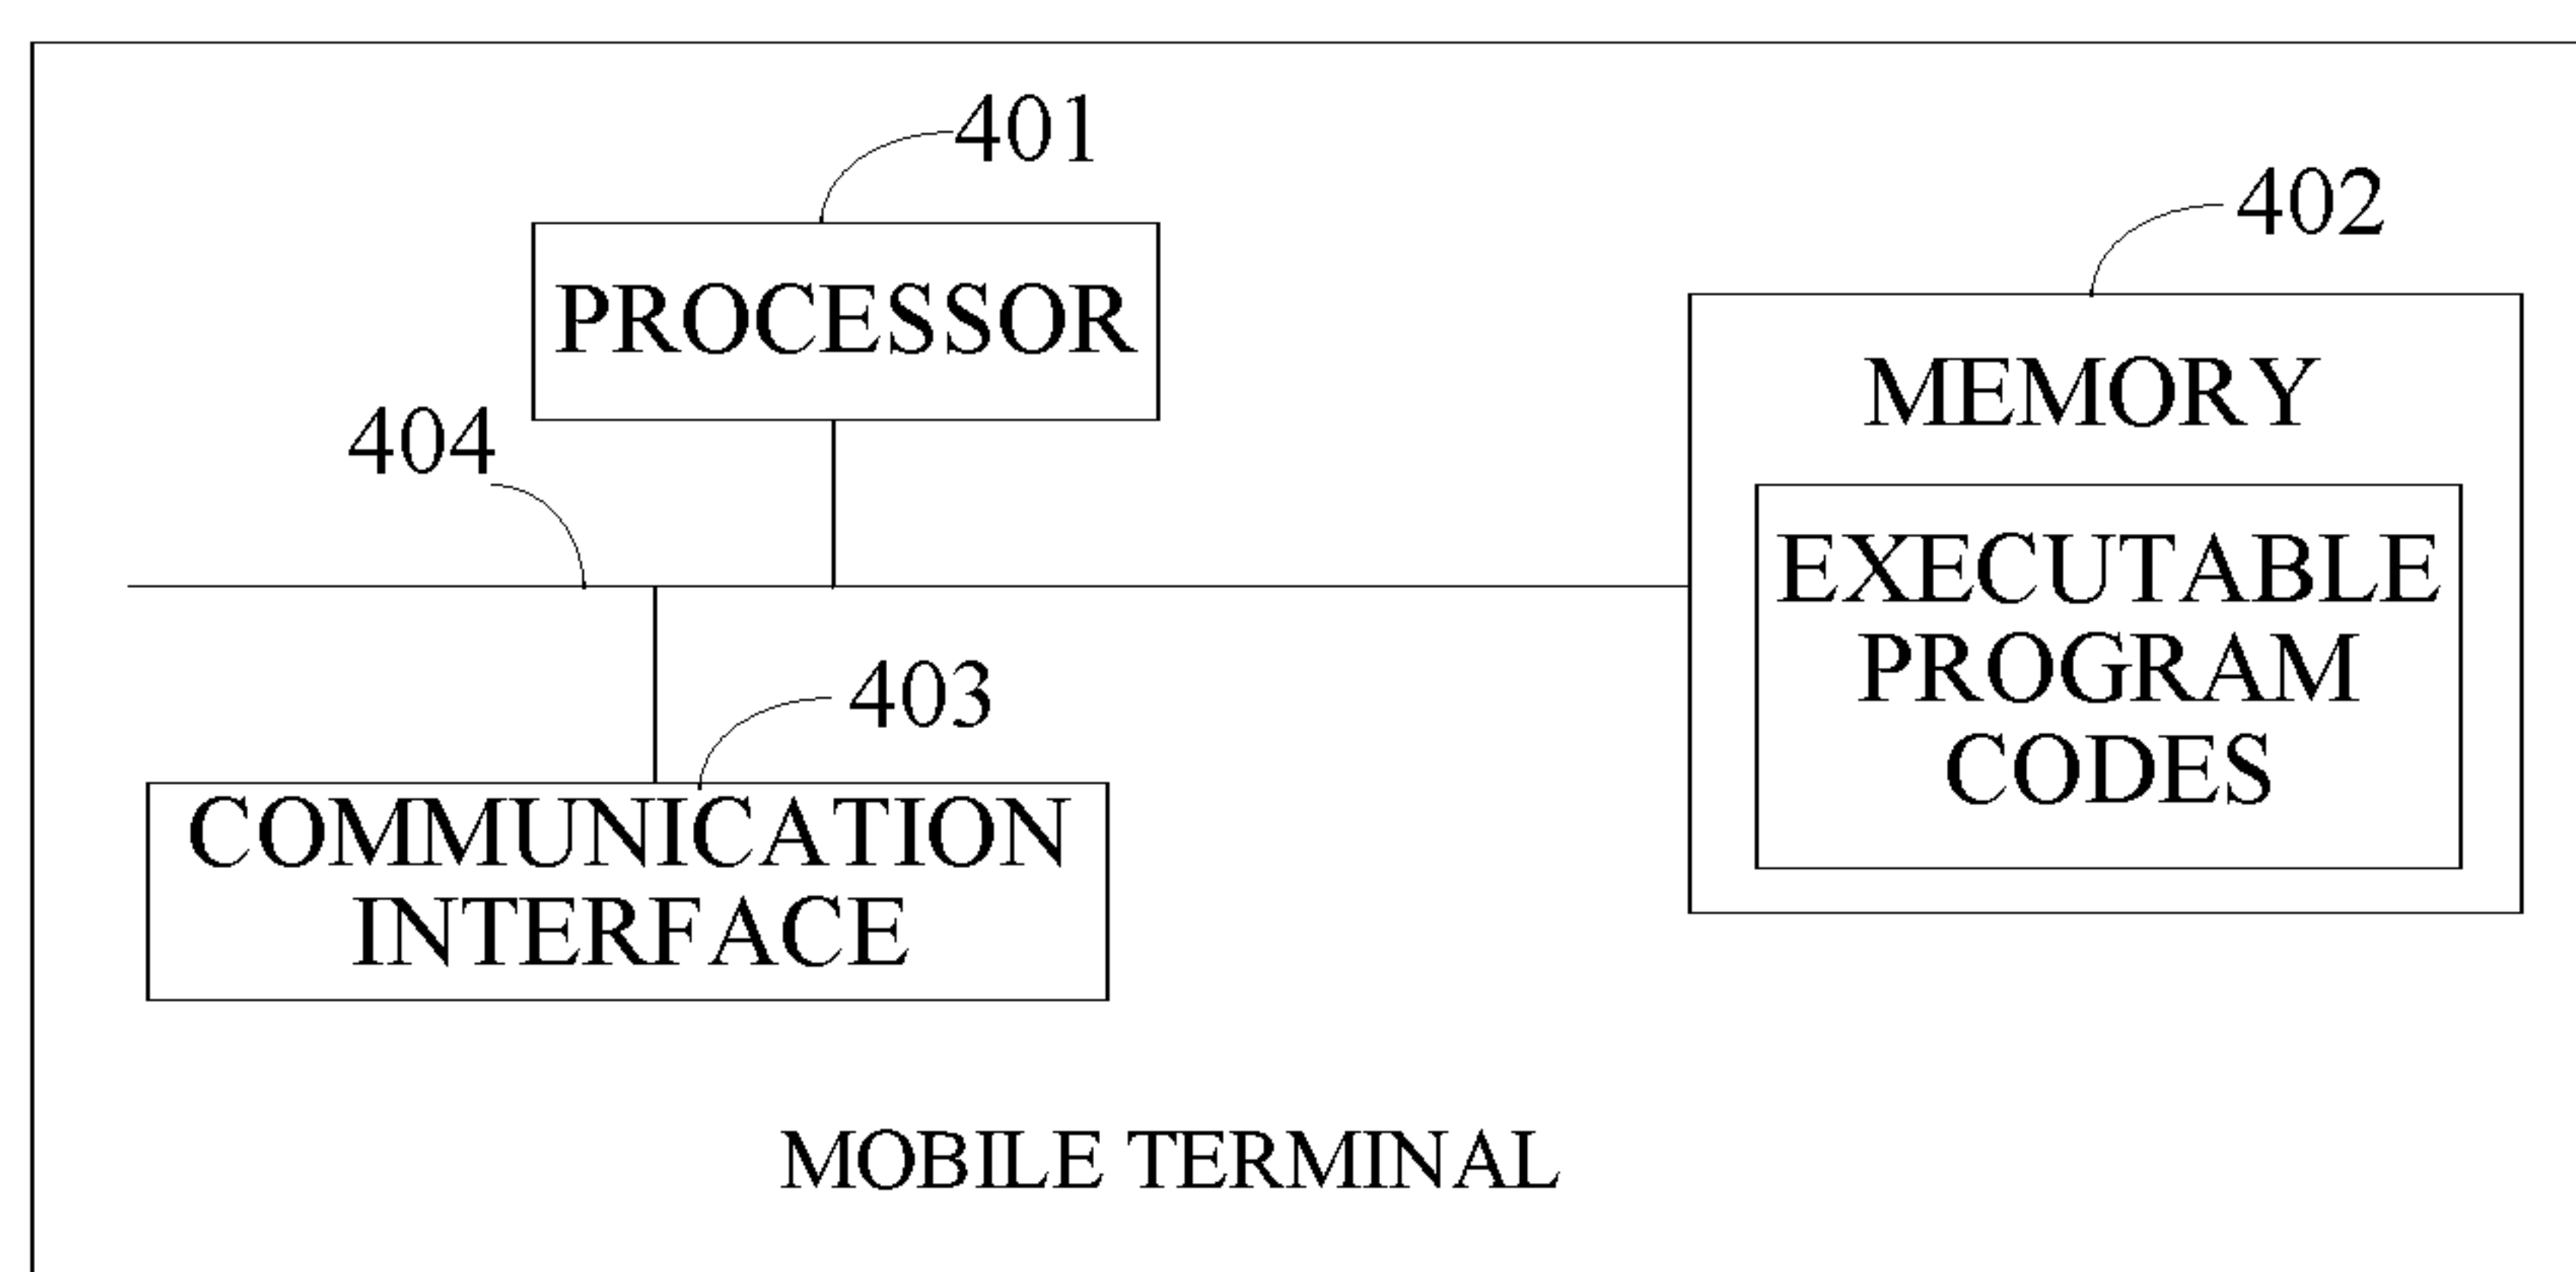 401
PROCESSOR
402
MEMORY
EXECUTABLE
PROGRAM
CODES
404
403
COMMUNICATION
INTERFACE
MOBILE TERMINAL